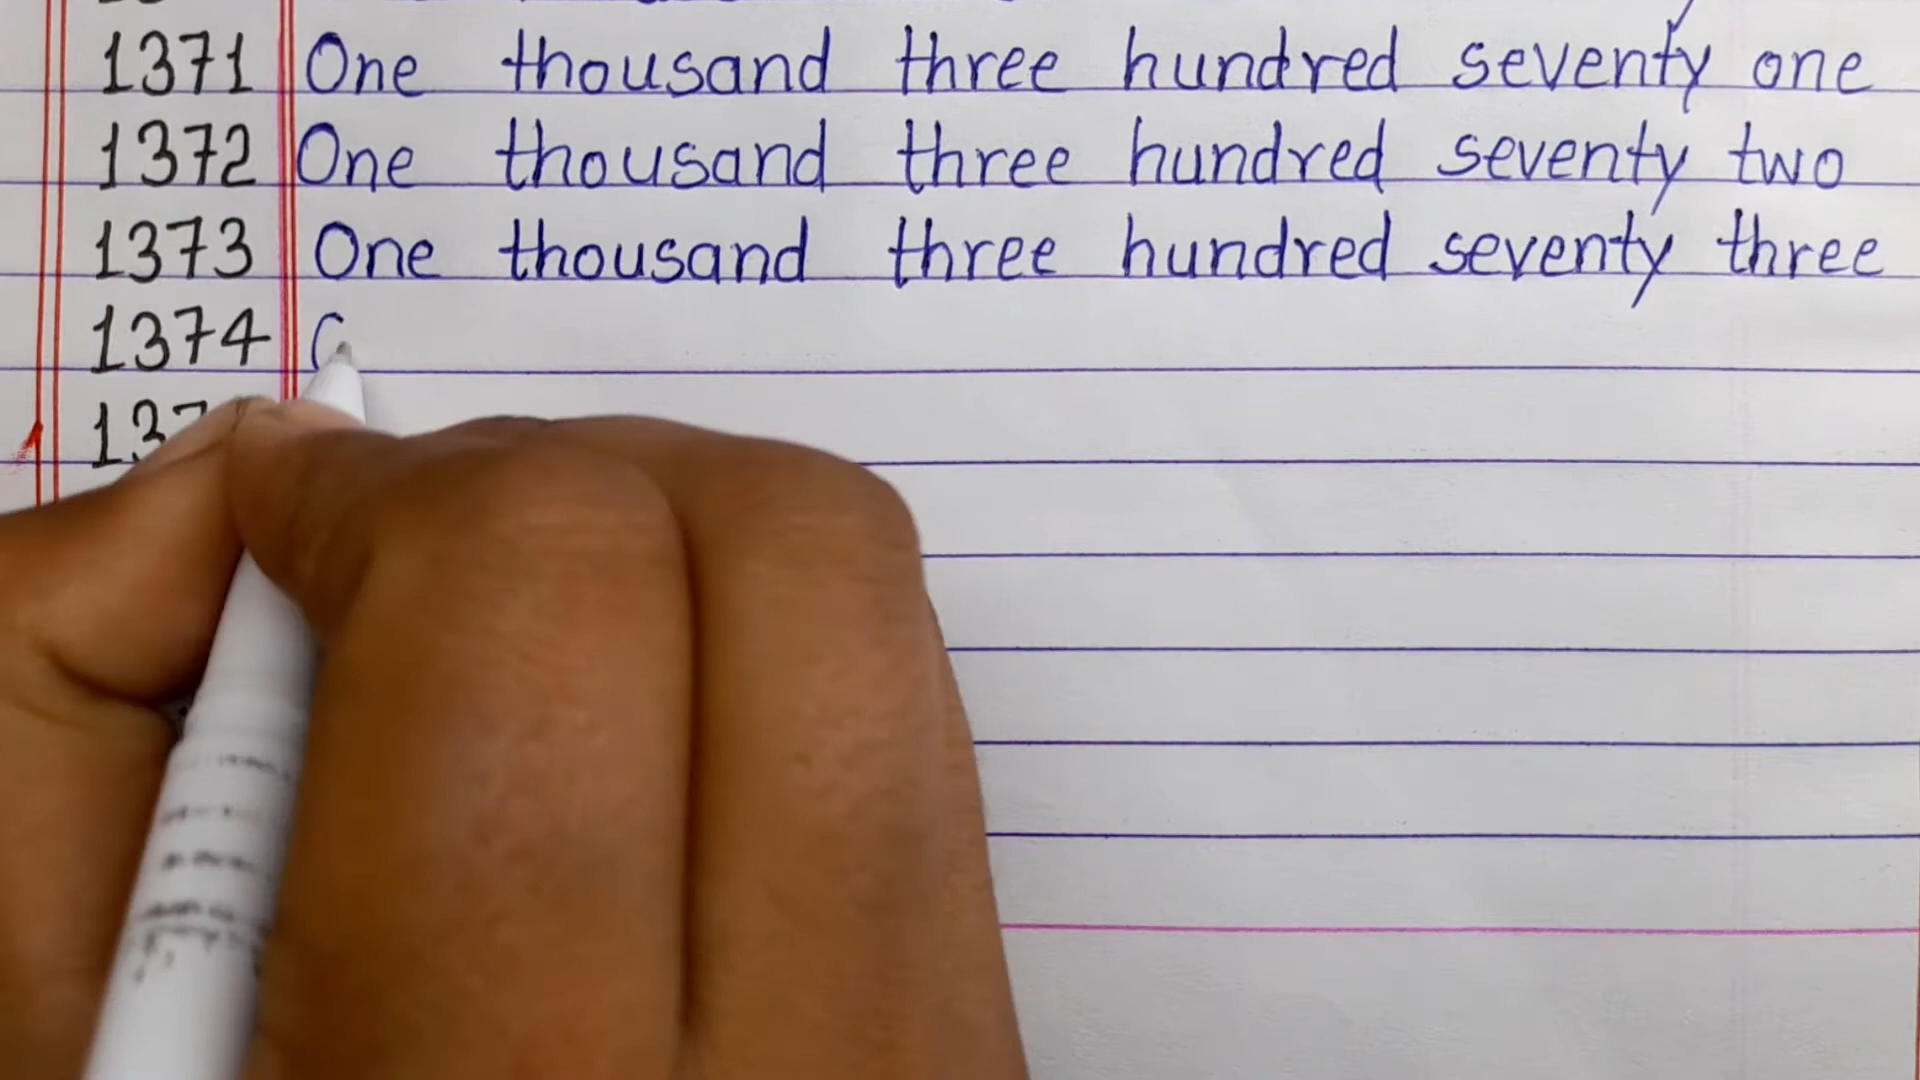 1371 One thousand three hundred seventy one
1372 One thousand three hundred seventy two
1373 One thousand three hundred seventy three
1374